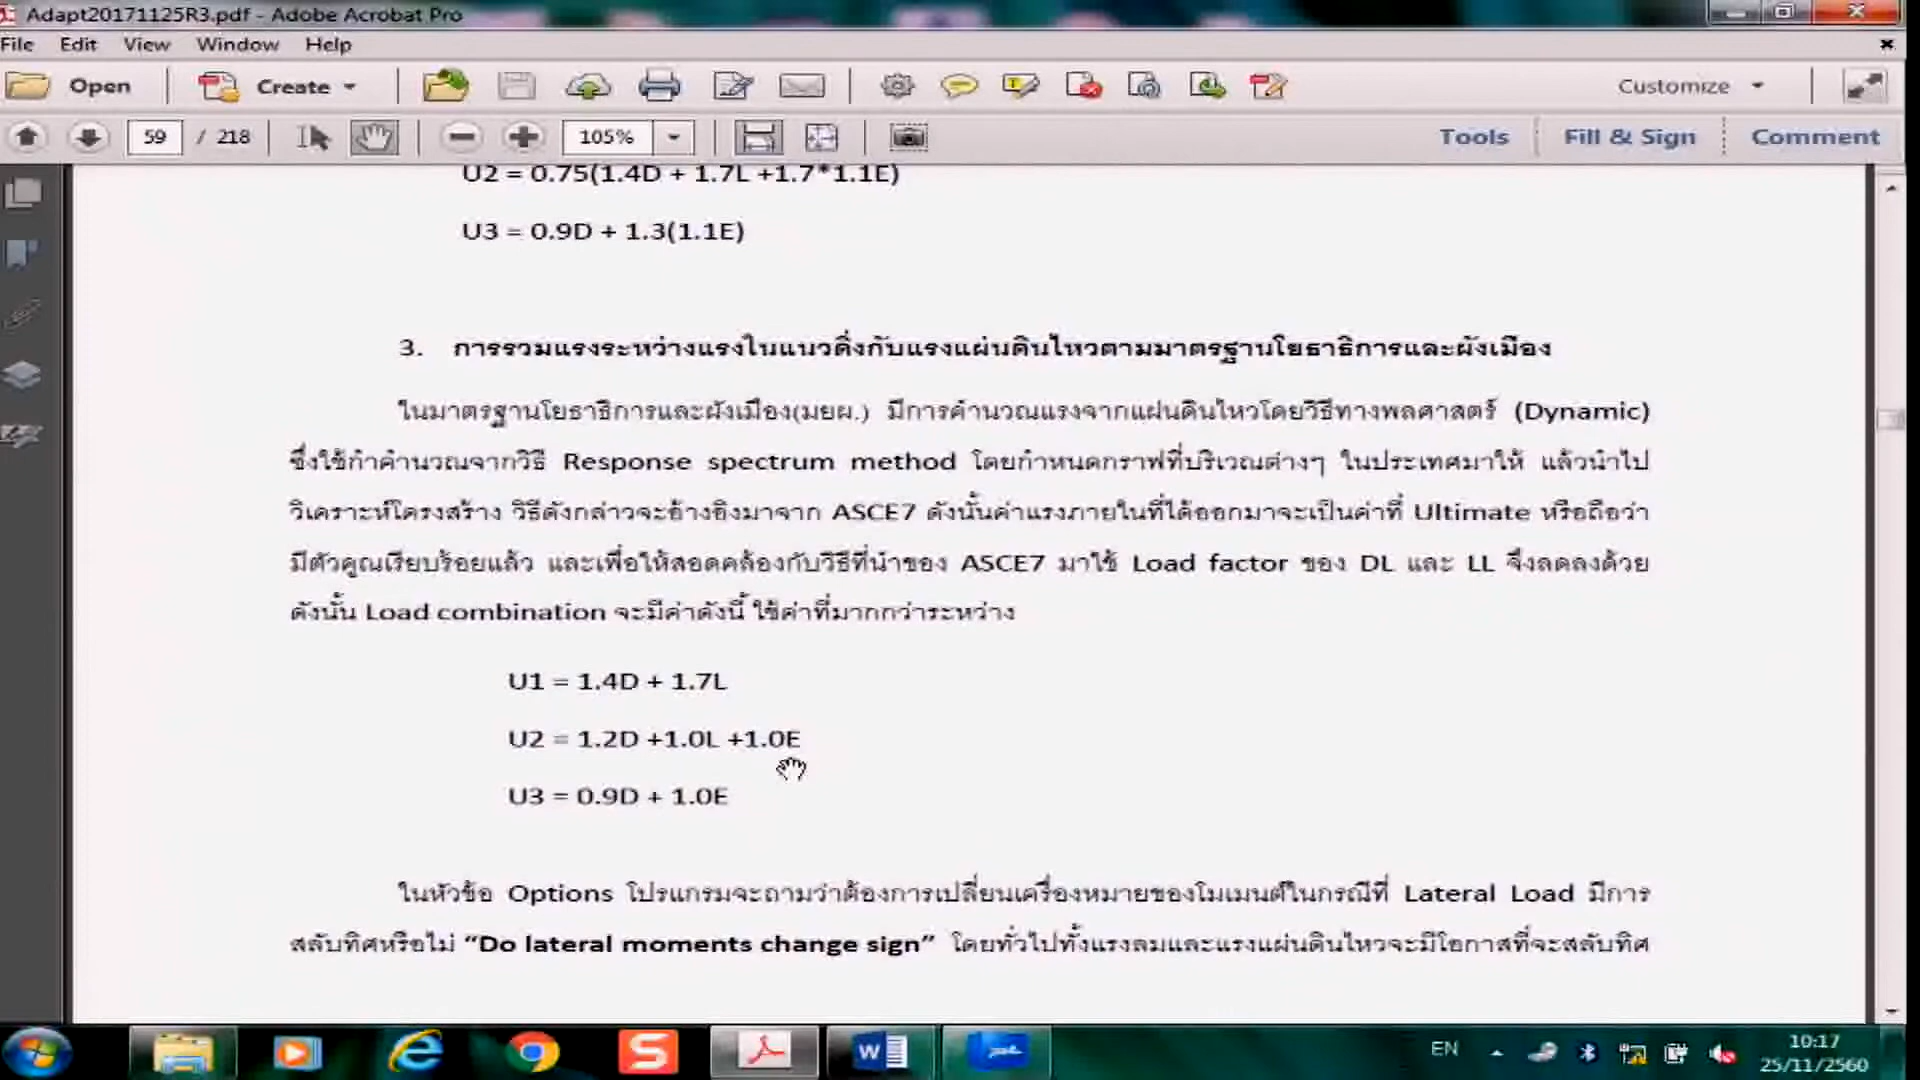 Adapt20171125R3.pdf - Adobe Acrobat Pro
File Edit View Window Help
Open Create Customize
59 / 218 105% Tools Fill & Sign Comment
U2 = 0.75(1.4D + 1.7L +1.7*1.1E)
U3 = 0.9D + 1.3(1.1E)
3. การรวมแรงระหว่างแรงในแนวดิ่งกับแรงแผ่นดินไหวตามมาตรฐานโยธาธิการและผังเมือง
ในมาตรฐานโยธาธิการและผังเมือง(มยผ.) มีการคำนวณแรงจากแผ่นดินไหวโดยวิธีทางพลศาสตร์ (Dynamic)
ซึ่งใช้กำคำนวณจากวิธี Response spectrum method โดยกำหนดกราฟที่บริเวณต่างๆ ในประเทศมาให้ แล้วนำไป
วิเคราะห์โครงสร้าง วิธีดังกล่าวจะอ้างอิงมาจาก ASCE7 ดังนั้นค่าแรงภายในที่ได้ออกมาจะเป็นค่าที่ Ultimate หรือถือว่า
มีตัวคูณเรียบร้อยแล้ว และเพื่อให้สอดคล้องกับวิธีที่นำของ ASCE7 มาใช้ Load factor ของ DL และ LL จึงลดลงด้วย
ดังนั้น Load combination จะมีค่าดังนี้ ใช้ค่าที่มากกว่าระหว่าง
U1 = 1.4D + 1.7L
U2 = 1.2D +1.0L +1.0E
U3 = 0.9D + 1.0E
ในหัวข้อ Options โปรแกรมจะถามว่าต้องการเปลี่ยนเครื่องหมายของโมเมนต์ในกรณีที่ Lateral Load มีการ
สลับทิศหรือไม่ “Do lateral moments change sign” โดยทั่วไปทั้งแรงลมและแรงแผ่นดินไหวจะมีโอกาสที่จะสลับทิศ
EN 10:17
25/11/2560